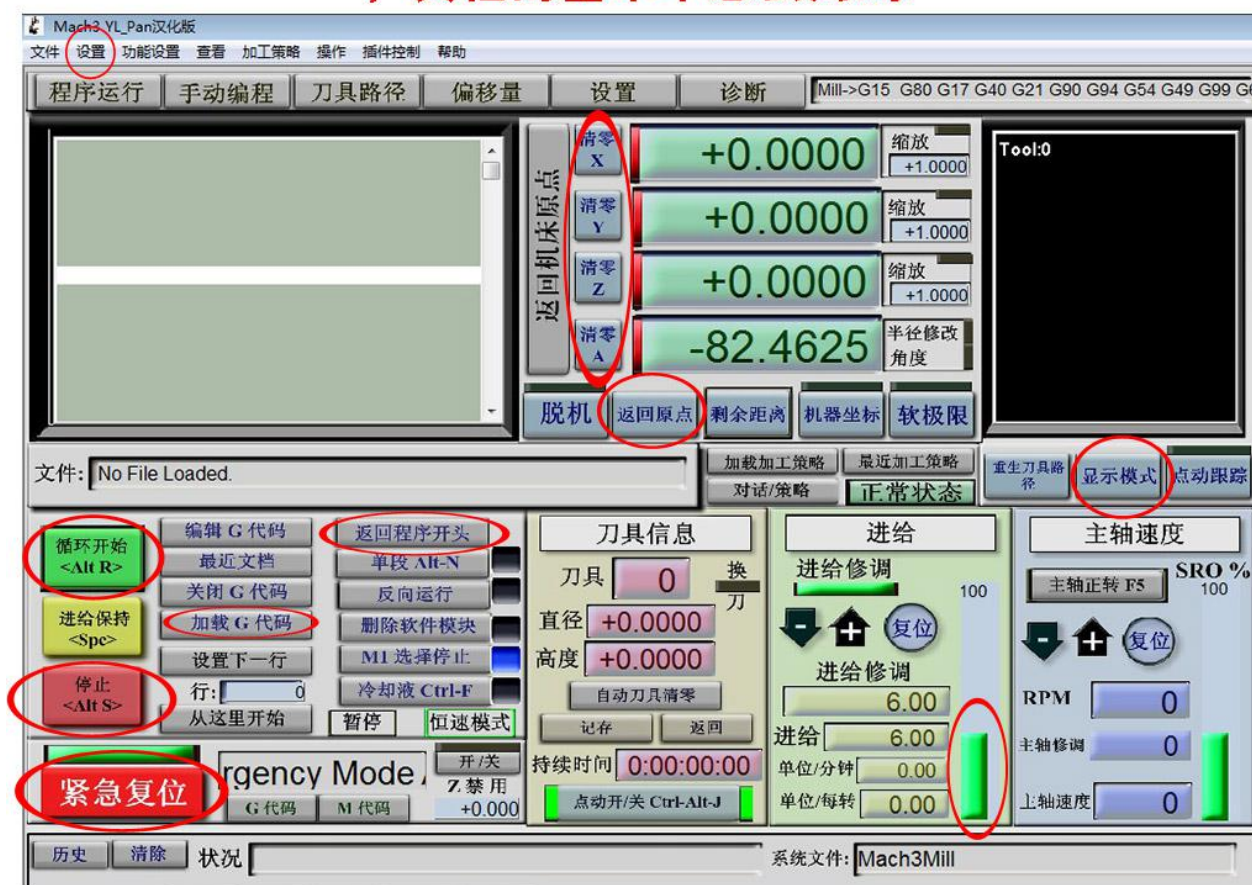 Mach3 YL_Pan汉化版
文件 设置 功能设置 查看 加工策略 操作 插件控制 帮助
程序运行 手动编程 刀具路径 偏移量 设置 诊断 Mill->G15 G80 G17 G40 G21 G90 G94 G54 G49 G99
返回机床原点
清零 X
+0.0000
缩放 +1.0000
清零 Y
+0.0000
缩放 +1.0000
清零 Z
+0.0000
缩放 +1.0000
清零 A
-82.4625
半径修改
角度
Tool:0
脱机 返回原点 剩余距离 机器坐标 软极限
文件: No File Loaded.
加载加工策略 最近加工策略
对话/策略 正常状态
重生刀具路径 显示模式 点动跟踪
循环开始
<Alt R>
进给保持
<Spc>
停止
<Alt S>
编辑 G 代码
最近文档
关闭 G 代码
加载 G 代码
设置下一行
行: 0
从这里开始
返回程序开头
单段 Alt-N
反向运行
删除软件模块
M1 选择停止
冷却液 Ctrl-F
暂停 恒速模式
紧急复位
rgency Mode
G 代码 M 代码
开/关
Z 禁用
+0.000
刀具信息
刀具 0 换刀
直径 +0.0000
高度 +0.0000
自动刀具清零
记存 返回
持续时间 0:00:00:00
点动开/关 Ctrl-Alt-J
进给
进给修调
100
- + 复位
进给修调
6.00
进给 6.00
单位/分钟 0.00
单位/每转 0.00
主轴速度
主轴正转 F5 SRO %
100
- + 复位
RPM 0
主轴修调 0
主轴速度 0
历史 清除 状况
系统文件: Mach3Mill